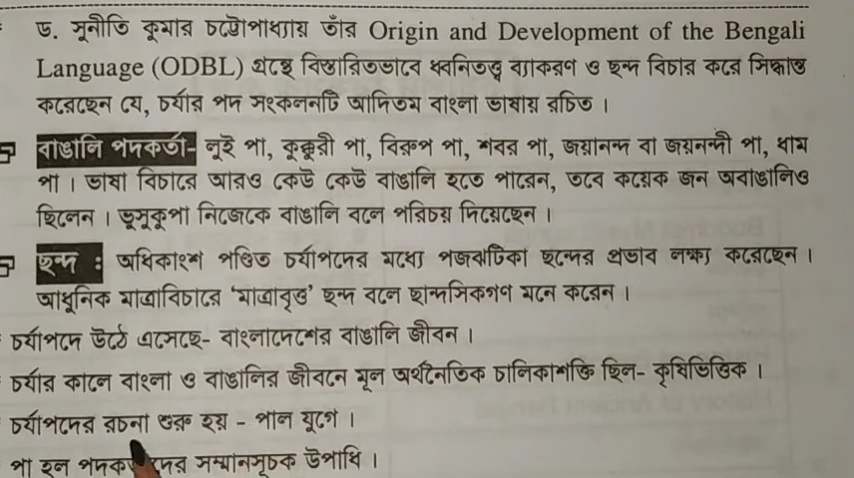 ড. সুনীতি কুমার চট্টোপাধ্যায় তাঁর Origin and Development of the Bengali
Language (ODBL) গ্রন্থে বিস্তারিতভাবে ধ্বনিতত্ত্ব ব্যাকরণ ও ছন্দ বিচার করে সিদ্ধান্ত
করেছেন যে, চর্যার পদ সংকলনটি আদিতম বাংলা ভাষায় রচিত ।
বাঙালি পদকর্তা- লুই পা, কুক্কুরী পা, বিরুপ পা, শবর পা, জয়ানন্দ বা জয়নন্দী পা, ধাম
পা । ভাষা বিচারে আরও কেউ কেউ বাঙালি হতে পারেন, তবে কয়েক জন অবাঙালিও
ছিলেন । ভুসুকুপা নিজেকে বাঙালি বলে পরিচয় দিয়েছেন ।
ছন্দ : অধিকাংশ পণ্ডিত চর্যাপদের মধ্যে পজঝটিকা ছন্দের প্রভাব লক্ষ্য করেছেন ।
আধুনিক মাত্রাবিচারে ‘মাত্রাবৃত্ত’ ছন্দ বলে ছান্দসিকগণ মনে করেন ।
চর্যাপদে উঠে এসেছে- বাংলাদেশের বাঙালি জীবন ।
চর্যার কালে বাংলা ও বাঙালির জীবনে মূল অর্থনৈতিক চালিকাশক্তি ছিল- কৃষিভিত্তিক ।
চর্যাপদের রচনা শুরু হয় - পাল যুগে ।
পা হল সম্মানসূচক উপাধি ।